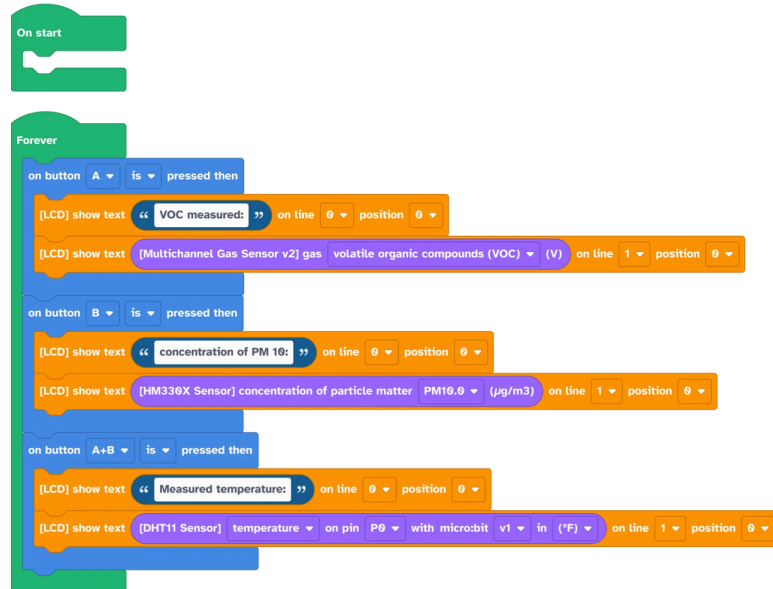 On start
Forever
on button A is pressed then
[LCD] show text “ VOC measured: ” on line 0 position 0
[LCD] show text [Multichannel Gas Sensor v2] gas volatile organic compounds (VOC) (V) on line 1 position 0
on button B is pressed then
[LCD] show text “ concentration of PM 10: ” on line 0 position 0
[LCD] show text [HM330X Sensor] concentration of particle matter PM10.0 (µg/m3) on line 1 position 0
on button A+B is pressed then
[LCD] show text “ Measured temperature: ” on line 0 position 0
[LCD] show text [DHT11 Sensor] temperature on pin P0 with micro:bit v1 in (°F) on line 1 position 0